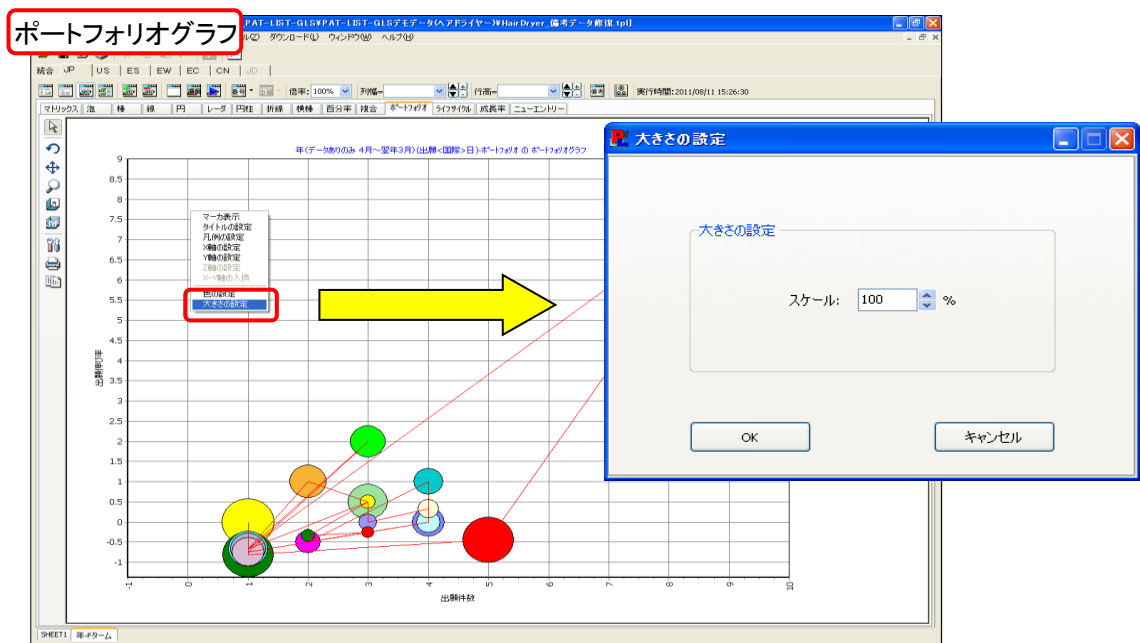 ポートフォリオグラフ
PAT-LIST-GLS¥PAT-LIST-GLSデモデータ(ヘアドライヤー)¥HairDryer_備考データ修復.tpl]
ダウンロード(L) ウィンドウ(W) ヘルプ(H)
統合 JP US ES EW EC CN JD
倍率: 100% 列幅= 行高= 備考 実行時間:2011/08/11 15:26:30
マトリックス 泡 棒 線 円 レーダ 円柱 折線 横棒 百分率 複合 ポートフォリオ ライフサイクル 成長率 ニューエントリー
年(データありのみ 4月～翌年3月)(出願<国際>日)-ポートフォリオ の ポートフォリオグラフ
マーカ表示
タイトルの設定
凡例の設定
X軸の設定
Y軸の設定
Z軸の設定
X-Y軸の入換
色の設定
大きさの設定
9
8.5
8
7.5
7
6.5
6
5.5
5
4.5
4
3.5
3
2.5
2
1.5
1
0.5
0
-0.5
-1
-1 0 1 2 3 4 5 6 7 8 9 10
出願件数
SHEET1 年-Fターム
大きさの設定
大きさの設定
スケール: 100 %
OK キャンセル